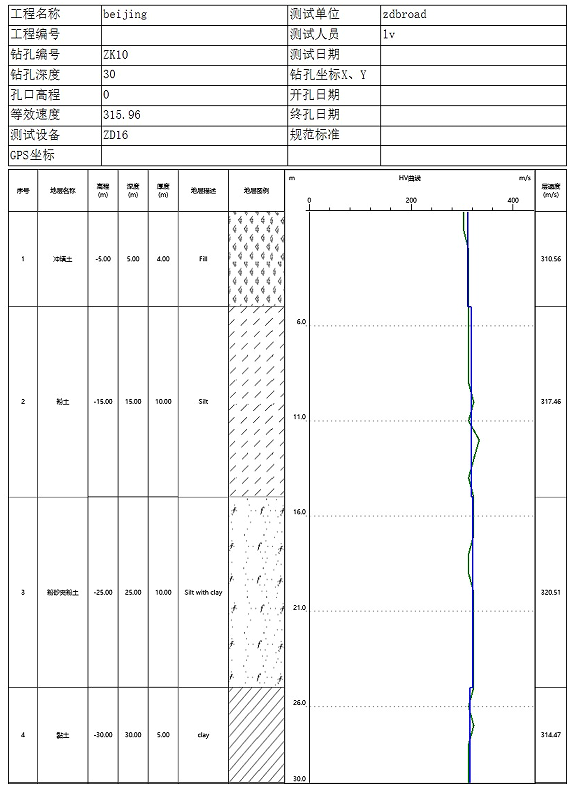 工程名称 beijing 测试单位 zdbroad
工程编号 测试人员 lv
钻孔编号 ZK10 测试日期
钻孔深度 30 钻孔坐标X、Y
孔口高程 0 开孔日期
等效速度 315.96 终孔日期
测试设备 ZD16 规范标准
GPS坐标
序号 地层名称 高程(m) 深度(m) 厚度(m) 地层描述 地层图例 m HV曲线 m/s 层速度(m/s)
0 200 400
1 冲填土 -5.00 5.00 4.00 Fill 310.56
6.0
2 粉土 -15.00 15.00 10.00 Silt 317.46
11.0
16.0
3 粉砂夹粉土 -25.00 25.00 10.00 Silt with clay 320.51
21.0
26.0
4 黏土 -30.00 30.00 5.00 clay 314.47
30.0